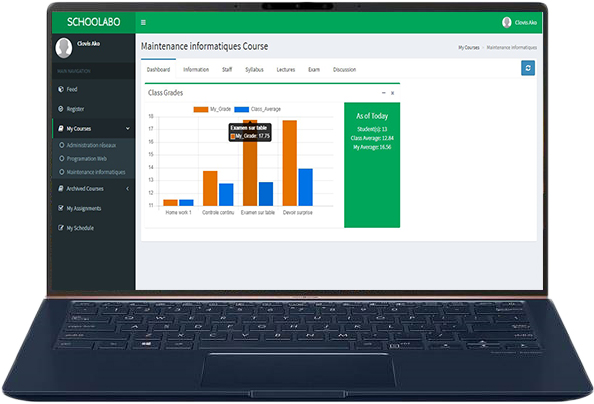 SCHOOLABO
Clovis Ako
Clovis Ako
MAIN NAVIGATION
Feed
Register
My Courses
Administration réseaux
Programation Web
Maintenance informatiques
Archived Courses
My Assignments
My Schedule
Maintenance informatiques Course
My Courses
Maintenance informatiques
Dashboard Information Staff Syllabus Lectures Exam Discussion
Class Grades
My_Grade Class_Average
18
17
16
15
14
13
12
11
Examen sur table
My_Grade: 17.75
Home work 1 Controle continu Examen sur table Devoir surprise
As of Today
Student(s): 13
Class Average: 12.84
My Average: 16.56